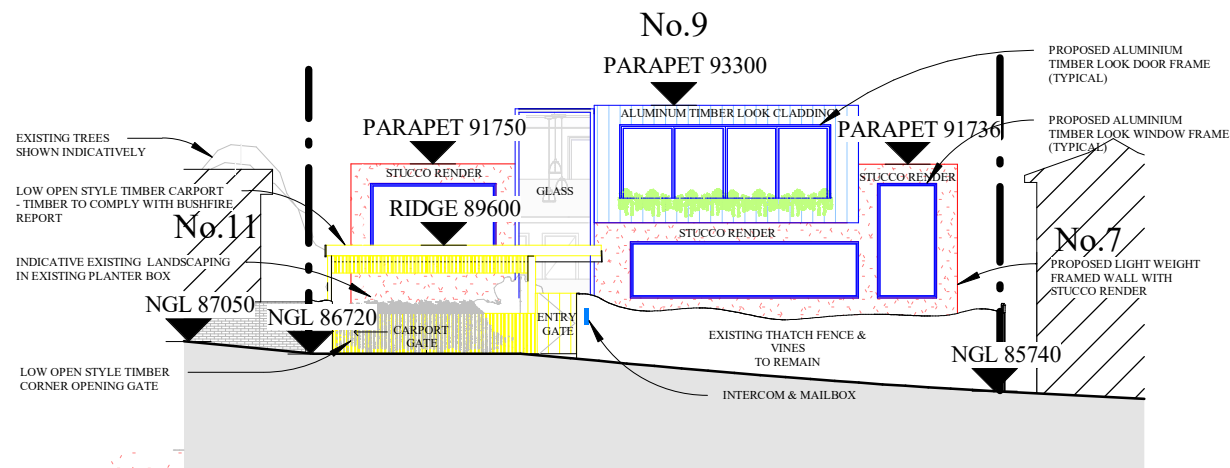 No.9
PARAPET 93300
PROPOSED ALUMINIUM
TIMBER LOOK DOOR FRAME
(TYPICAL)
ALUMINUM TIMBER LOOK CLADDING
PARAPET 91750
PARAPET 91736
PROPOSED ALUMINIUM
TIMBER LOOK WINDOW FRAME
(TYPICAL)
EXISTING TREES
SHOWN INDICATIVELY
STUCCO RENDER
GLASS
STUCCO RENDER
LOW OPEN STYLE TIMBER CARPORT
- TIMBER TO COMPLY WITH BUSHFIRE
REPORT
No.11
RIDGE 89600
STUCCO RENDER
No.7
INDICATIVE EXISTING LANDSCAPING
IN EXISTING PLANTER BOX
PROPOSED LIGHT WEIGHT
FRAMED WALL WITH
STUCCO RENDER
NGL 87050
NGL 86720
CARPORT
GATE
ENTRY
GATE
EXISTING THATCH FENCE &
VINES
TO REMAIN
NGL 85740
LOW OPEN STYLE TIMBER
CORNER OPENING GATE
INTERCOM & MAILBOX